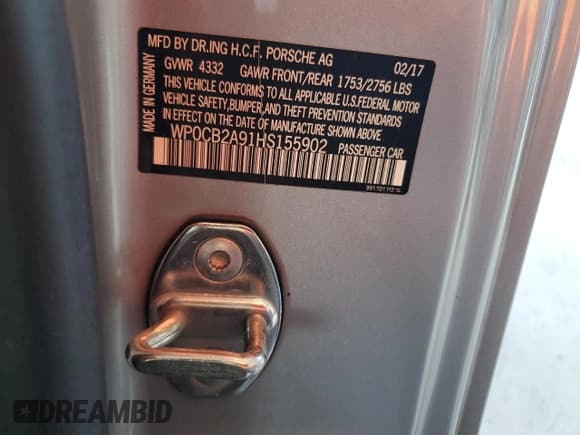 MFD BY DR.ING H.C.F. PORSCHE AG 02/17
GVWR 4332 GAWR FRONT/REAR 1753/2756 LBS
THIS VEHICLE CONFORMS TO ALL APPLICABLE U.S.FEDERAL MOTOR
VEHICLE SAFETY,BUMPER,AND THEFT PREVENTION STANDARDS
IN EFFECT ON THE DATE OF MANUFACTURE SHOWN ABOVE
WP0CB2A91HS155902 PASSENGER CAR
MADE IN GERMANY
DREAMBID